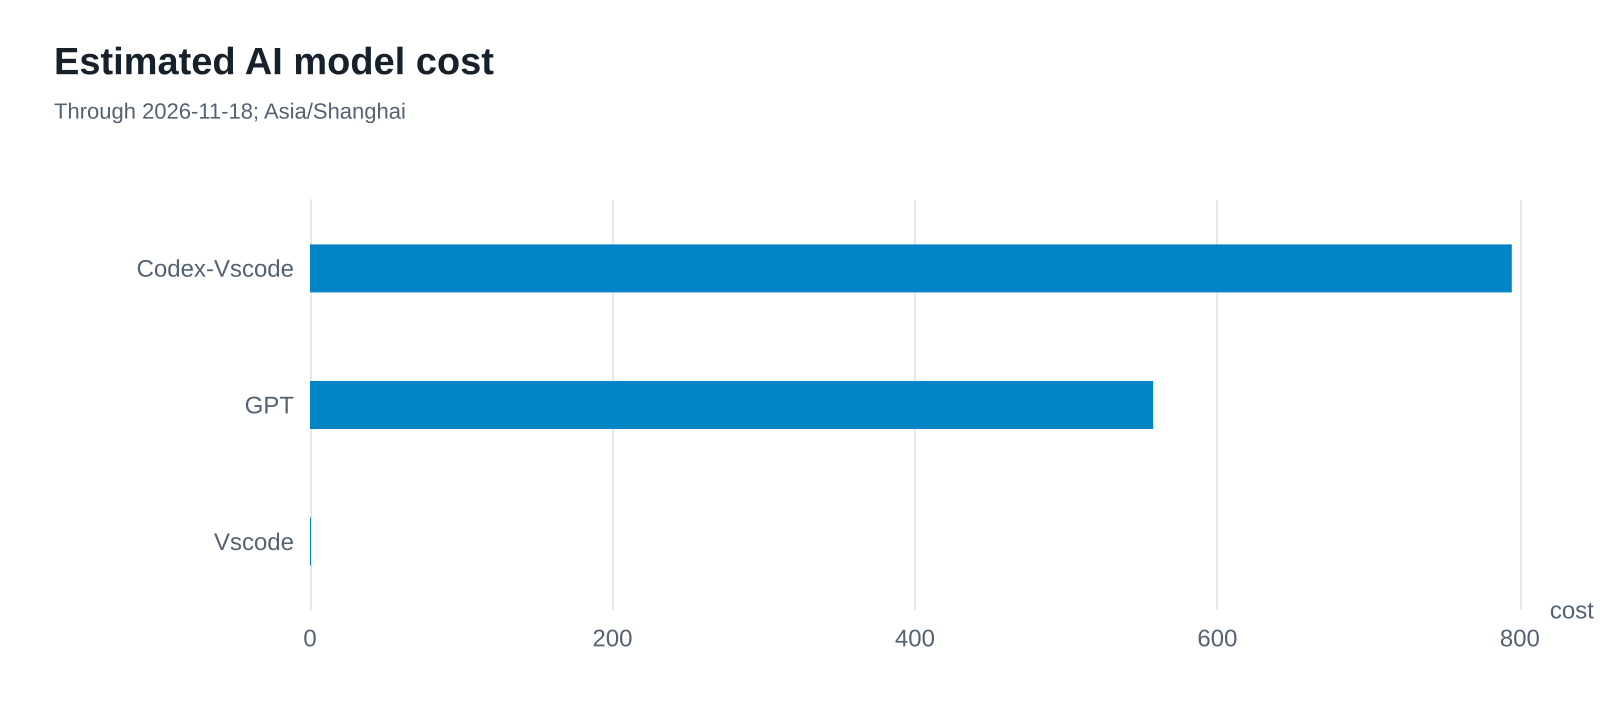 Estimated AI model cost
Through 2026-11-18; Asia/Shanghai
Codex-Vscode
GPT
Vscode
cost
0 200 400 600 800